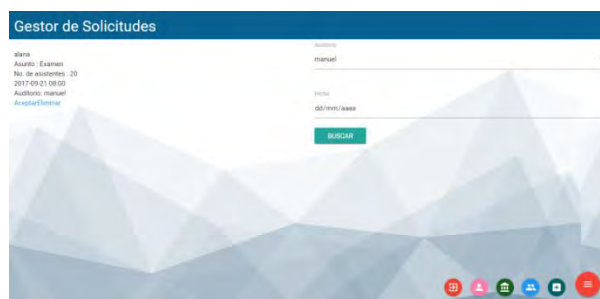 Gestor de Solicitudes
alana
Asunto : Examen
No. de asistentes : 20
2017-09-21 08:00
Auditorio: manuel
AceptarEliminar
Auditorio
manuel
Fecha
dd/mm/aaaa
BUSCAR